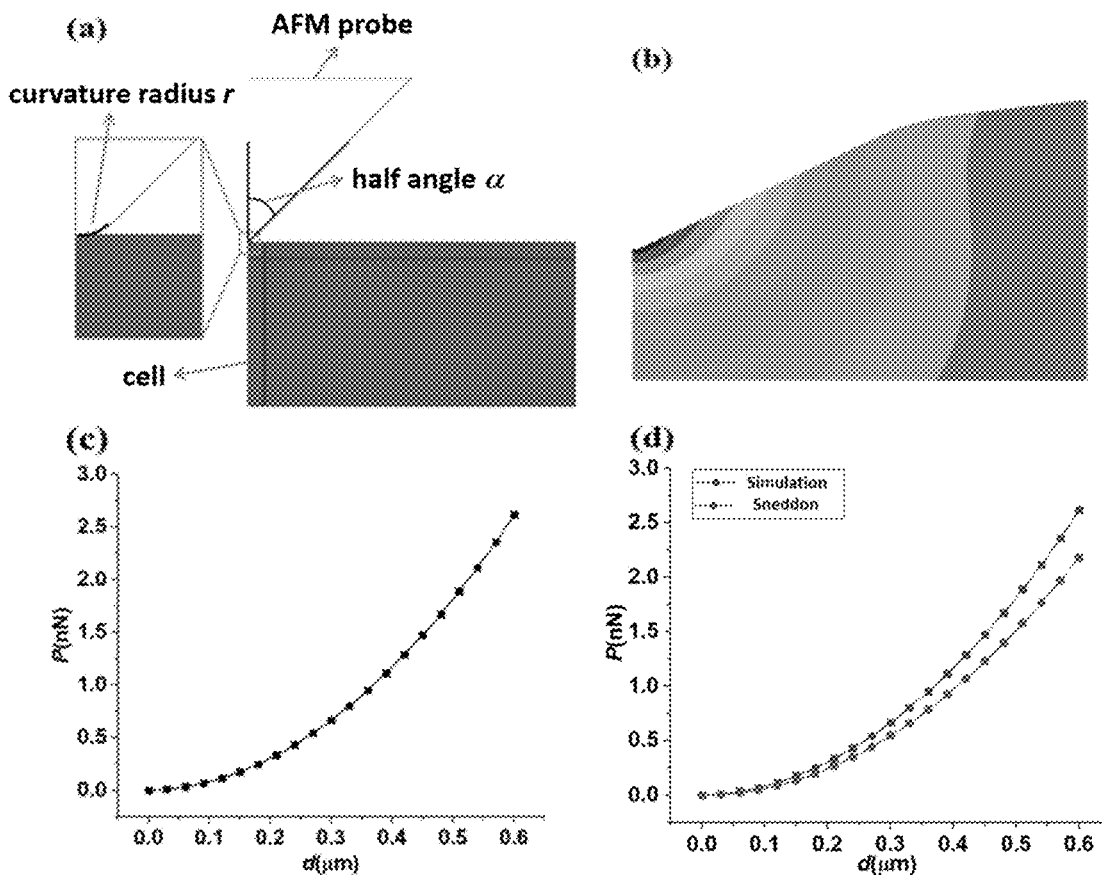 (a)
AFM probe
curvature radius r
half angle α
cell
(b)
(c)
3.0
2.5
2.0
1.5
1.0
0.5
0.0
P(nN)
0.0 0.1 0.2 0.3 0.4 0.5 0.6
d(μm)
(d)
3.0
2.5
2.0
1.5
1.0
0.5
0.0
P(nN)
Simulation
Sneddon
0.0 0.1 0.2 0.3 0.4 0.5 0.6
d(μm)